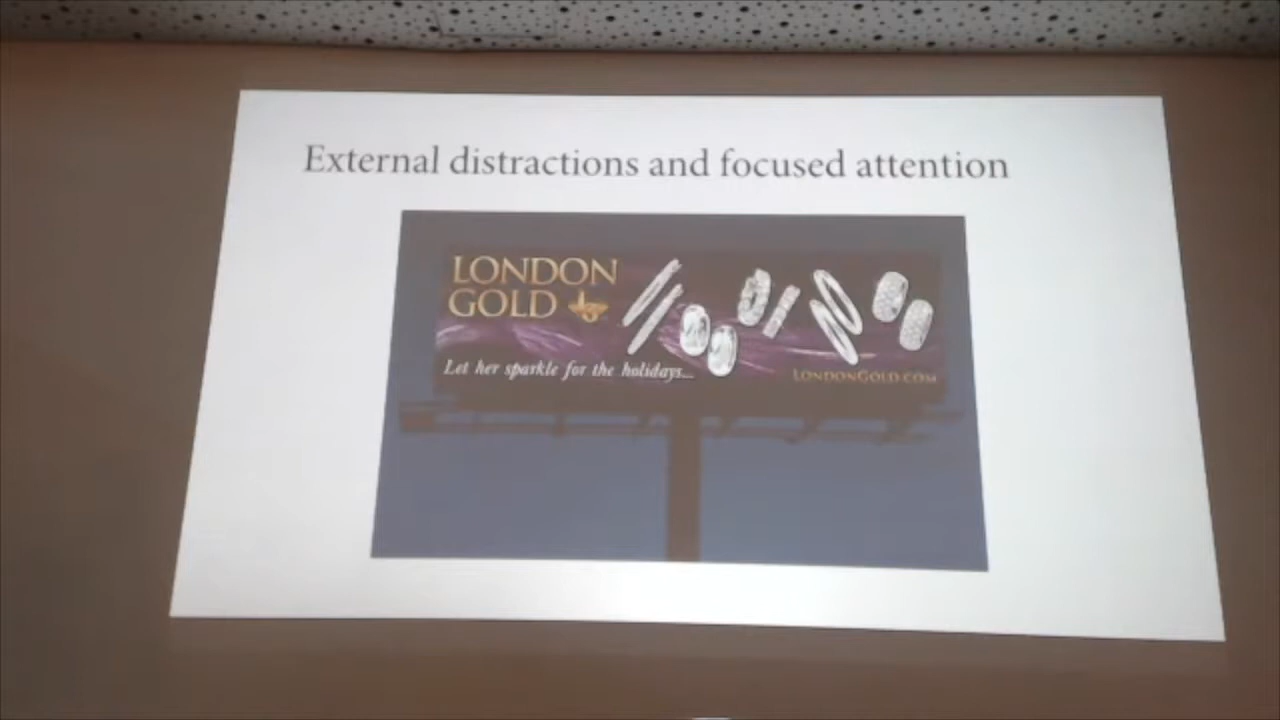 External distractions and focused attention
LONDON
GOLD
Let her sparkle for the holidays...
LONDONGOLD.COM